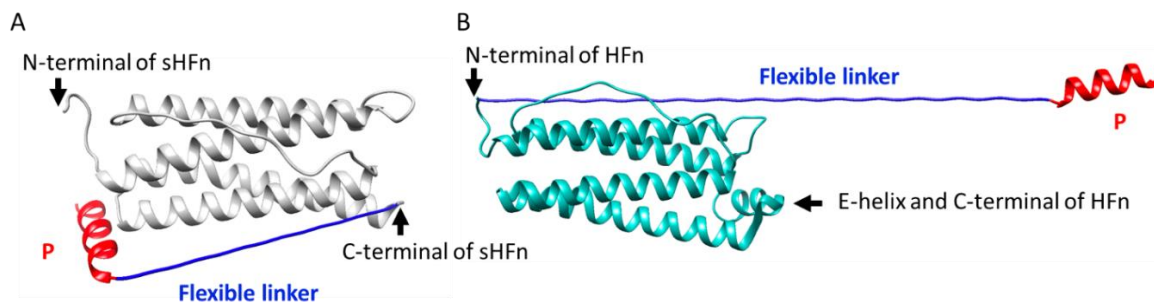 A
N-terminal of sHFn
P
Flexible linker
C-terminal of sHFn
B
N-terminal of HFn
Flexible linker
P
E-helix and C-terminal of HFn